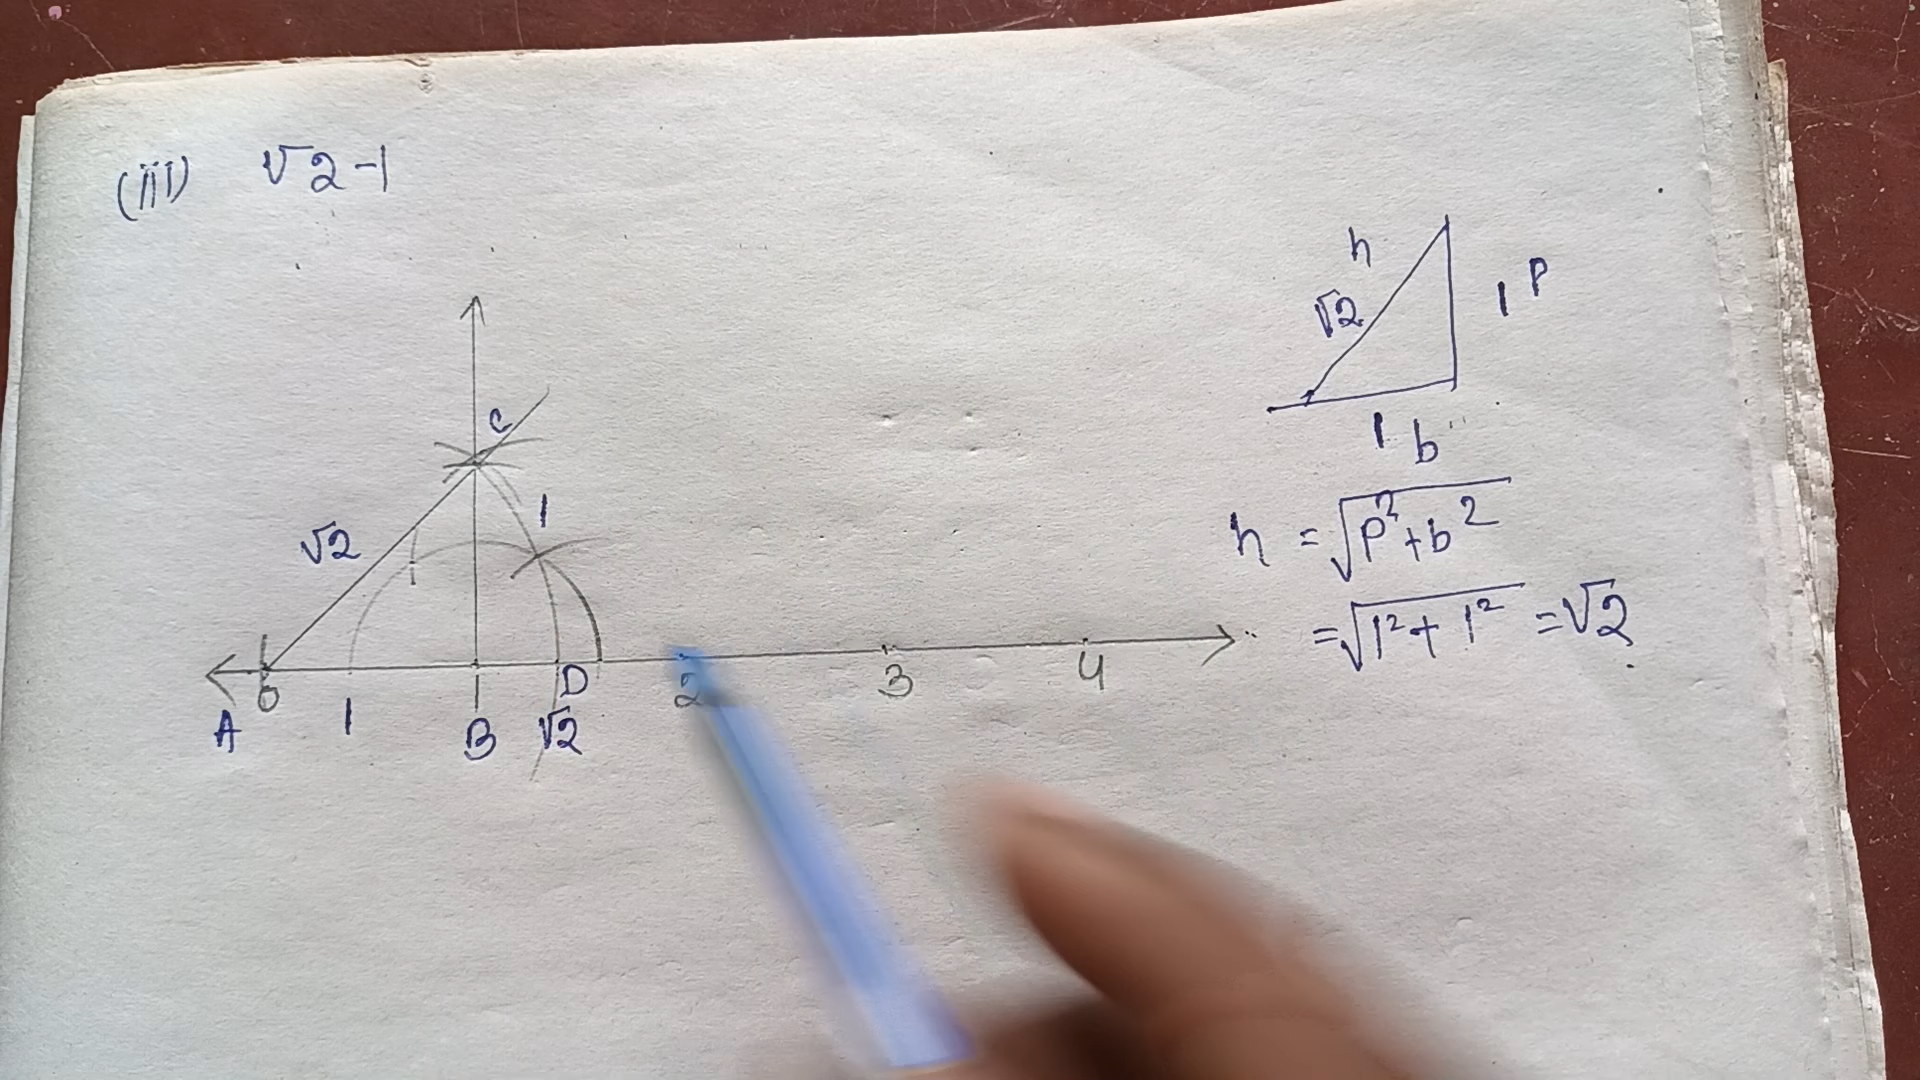 (iii) √2-1
h
√2
1 P
C
1
√2
1 b
h = √P²+b²
= √1²+1² = √2
0 D 2 3 4
A 1 B √2